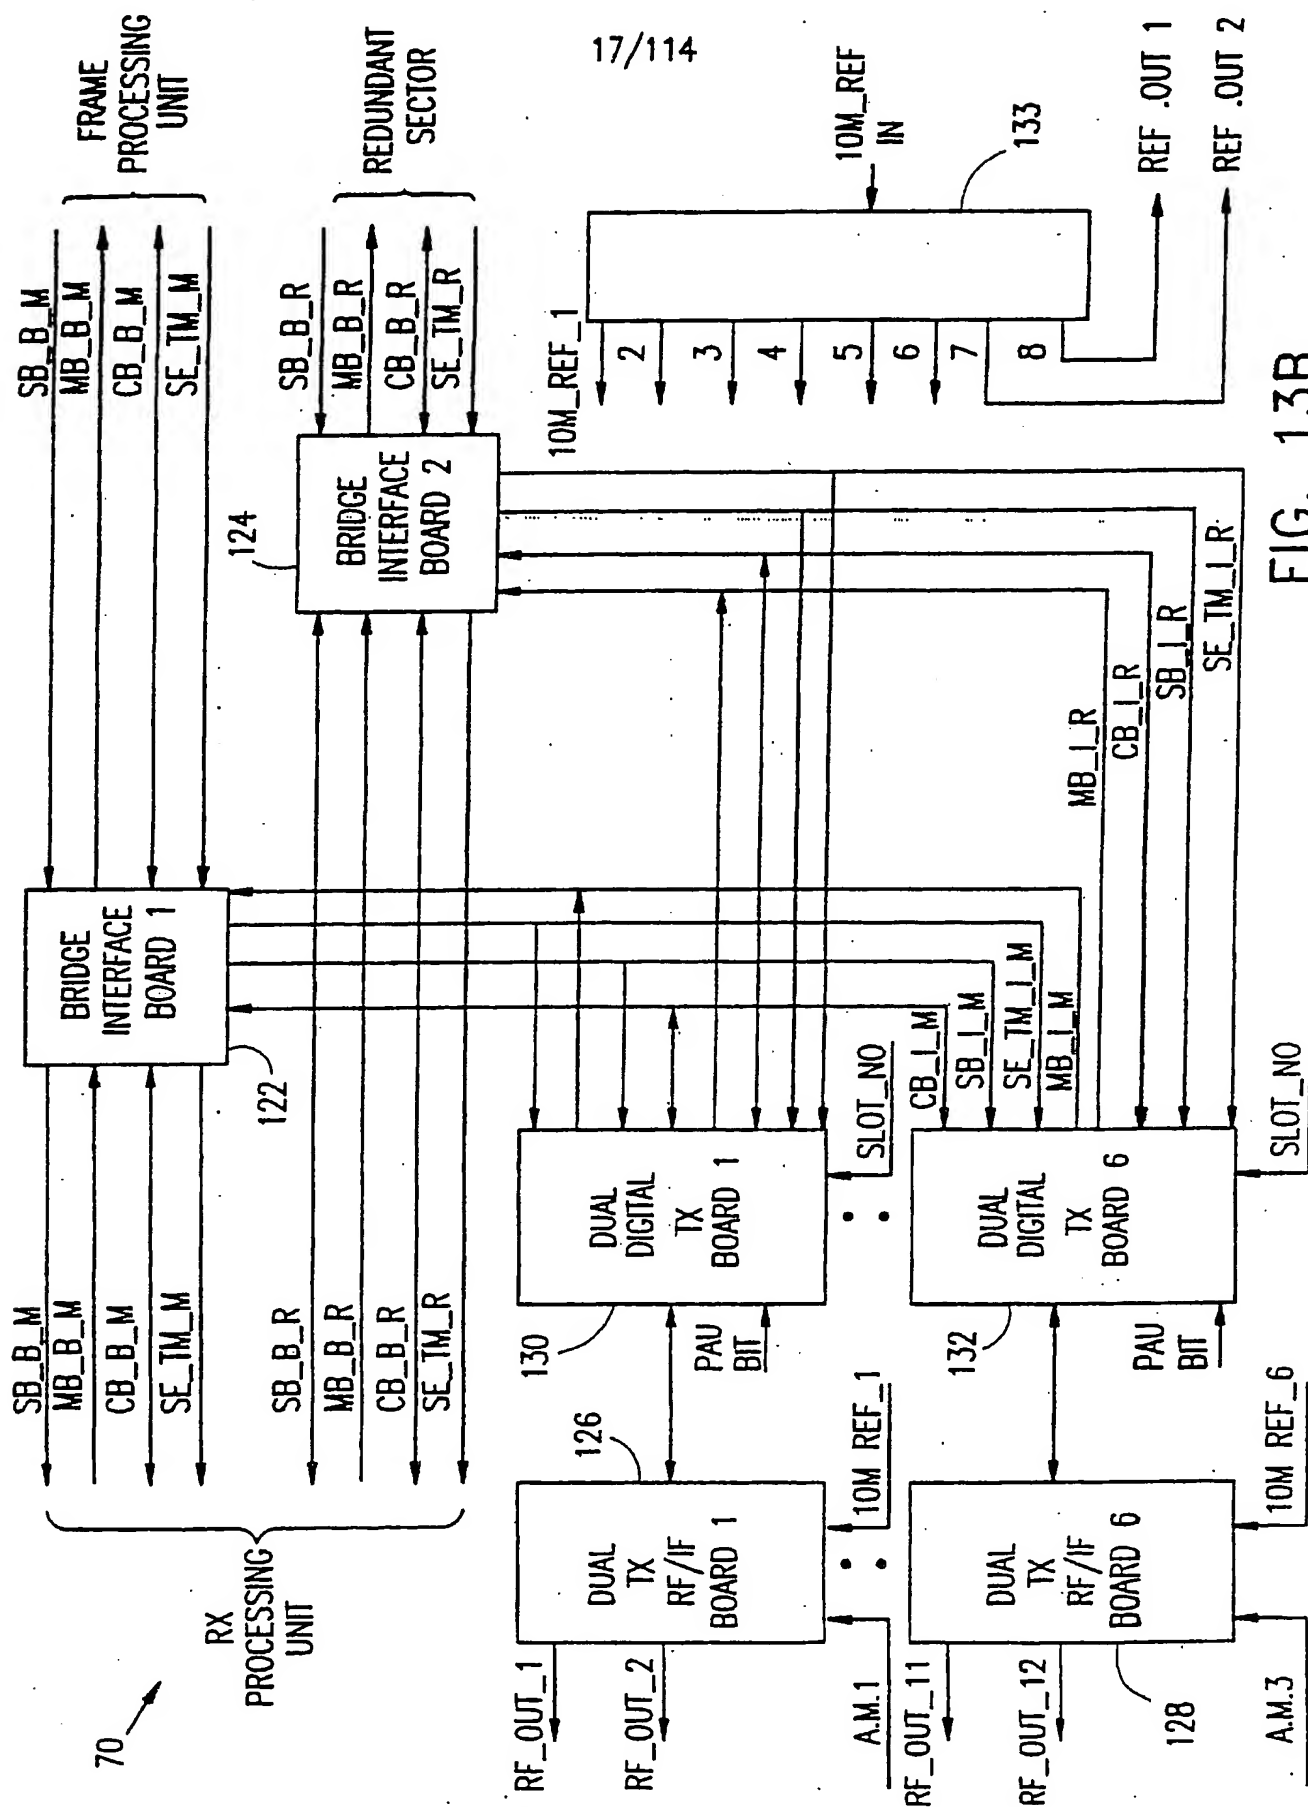 17/114
70
RX
PROCESSING
UNIT
SB_B_M
MB_B_M
CB_B_M
SE_TM_M
SB_B_R
MB_B_R
CB_B_R
SE_TM_R
BRIDGE
INTERFACE
BOARD 1
122
SB_B_M
MB_B_M
CB_B_M
SE_TM_M
FRAME
PROCESSING
UNIT
BRIDGE
INTERFACE
BOARD 2
124
SB_B_R
MB_B_R
CB_B_R
SE_TM_R
REDUNDANT
SECTOR
RF_OUT_1
RF_OUT_2
DUAL
TX
RF/IF
BOARD 1
126
A.M.1
10M REF_1
DUAL
DIGITAL
TX
BOARD 1
130
PAU
BIT
SLOT_NO
RF_OUT_11
RF_OUT_12
DUAL
TX
RF/IF
BOARD 6
128
A.M.3
10M REF_6
DUAL
DIGITAL
TX
BOARD 6
132
PAU
BIT
SLOT_NO
CB_I_M
SB_I_M
SE_TM_I_M
MB_I_M
MB_I_R
CB_I_R
SB_I_R
SE_TM_I_R
10M_REF_1
2
3
4
5
6
7
8
10M_REF
IN
133
REF .OUT 1
REF .OUT 2
FIG. 13B